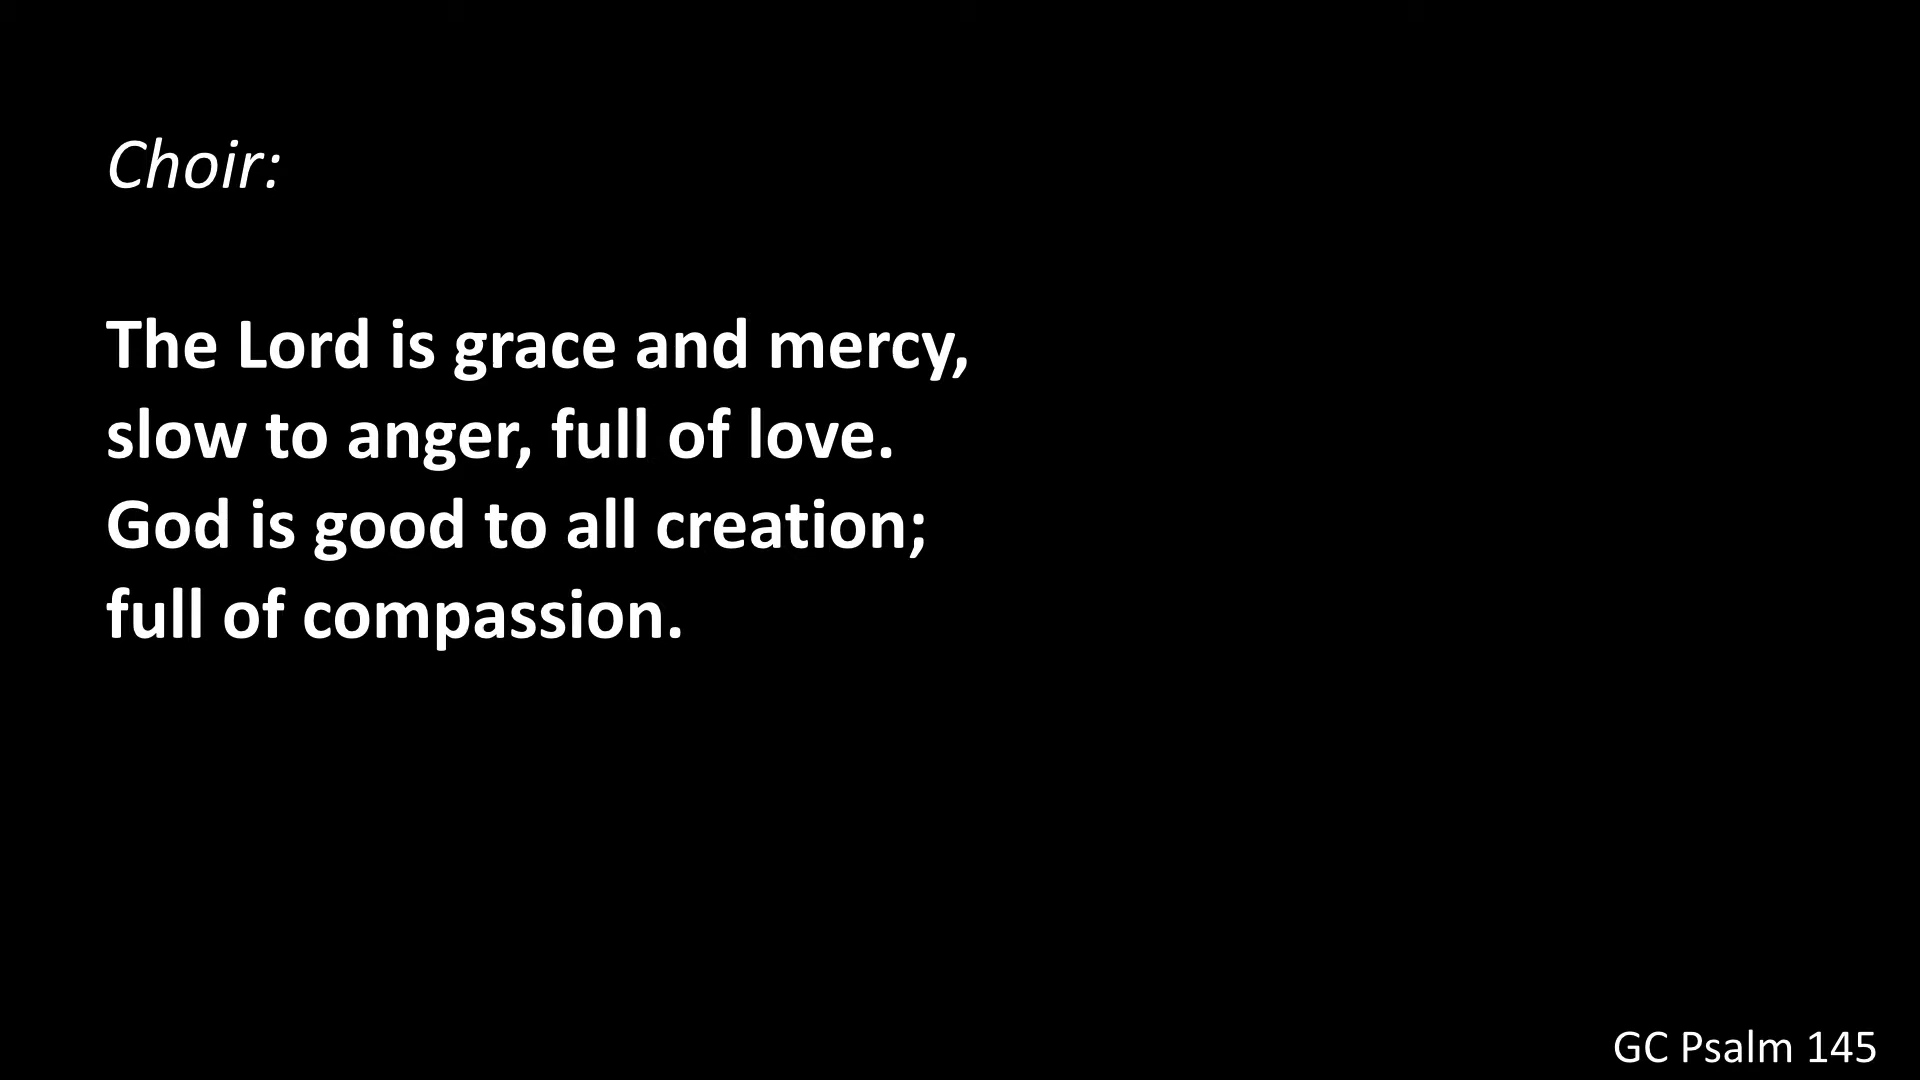 Choir:
The Lord is grace and mercy,
slow to anger, full of love.
God is good to all creation;
full of compassion.
GC Psalm 145